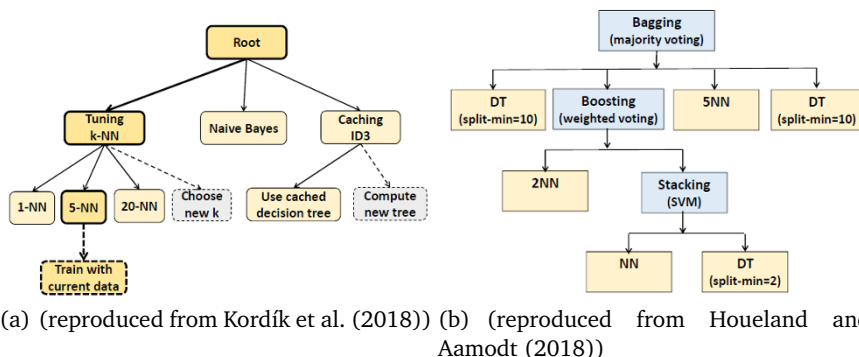 Root
Tuning
k-NN
Naive Bayes
Caching
ID3
1-NN
5-NN
20-NN
Choose
new k
Use cached
decision tree
Compute
new tree
Train with
current data
Bagging
(majority voting)
DT
(split-min=10)
Boosting
(weighted voting)
5NN
DT
(split-min=10)
2NN
Stacking
(SVM)
NN
DT
(split-min=2)
(a) (reproduced from Kordík et al. (2018))
(b) (reproduced from Houeland and
Aamodt (2018))